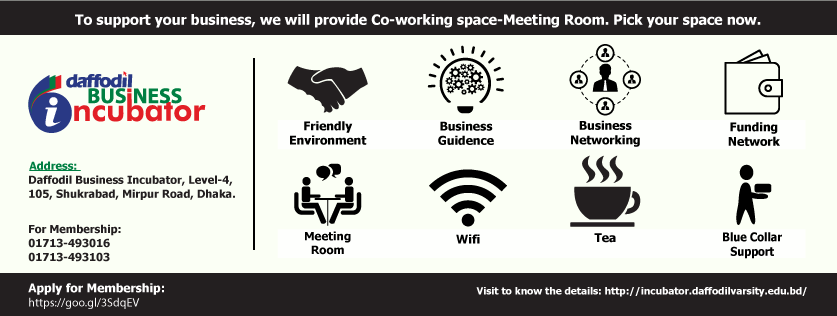 To support your business, we will provide Co-working space-Meeting Room. Pick your space now.
daffodil
BUSINESS
incubator
Address:
Daffodil Business Incubator, Level-4,
105, Shukrabad, Mirpur Road, Dhaka.
For Membership:
01713-493016
01713-493103
Friendly
Environment
Business
Guidence
Business
Networking
Funding
Network
Meeting
Room
Wifi
Tea
Blue Collar
Support
Apply for Membership:
https://goo.gl/3SdqEV
Visit to know the details: http://incubator.daffodilvarsity.edu.bd/